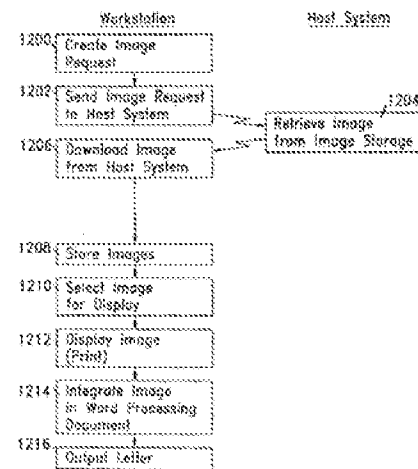 Workstation
Host System
1200
Create Image
Request
1202
Send Image Request
to Host System
1204
Retrieve Image
from Image Storage
1206
Download Image
from Host System
1208
Store Images
1210
Select Image
for Display
1212
Display Image
(Print)
1214
Integrate Image
in Word Processing
Document
1216
Output Letter